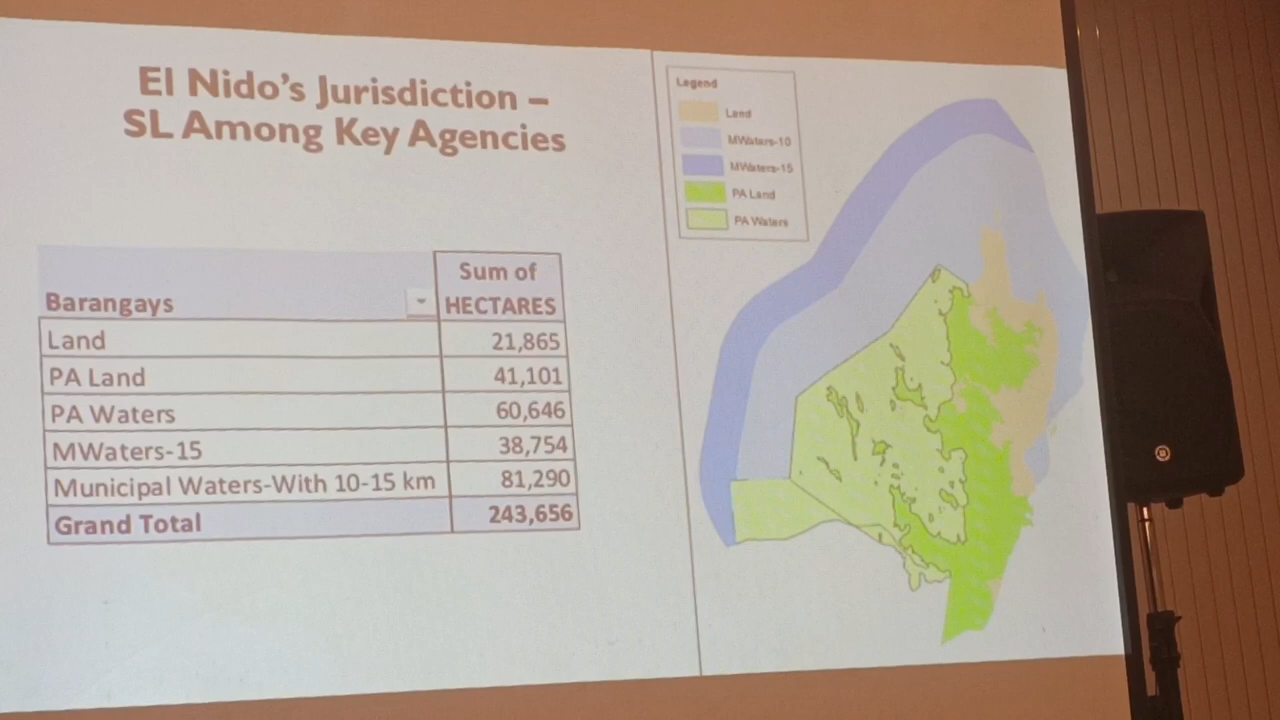 El Nido's Jurisdiction –
SL Among Key Agencies
Barangays
Sum of
HECTARES
Land 21,865
PA Land 41,101
PA Waters 60,646
MWaters-15 38,754
Municipal Waters-With 10-15 km 81,290
Grand Total 243,656
Legend
Land
MWaters-10
MWaters-15
PA Land
PA Waters